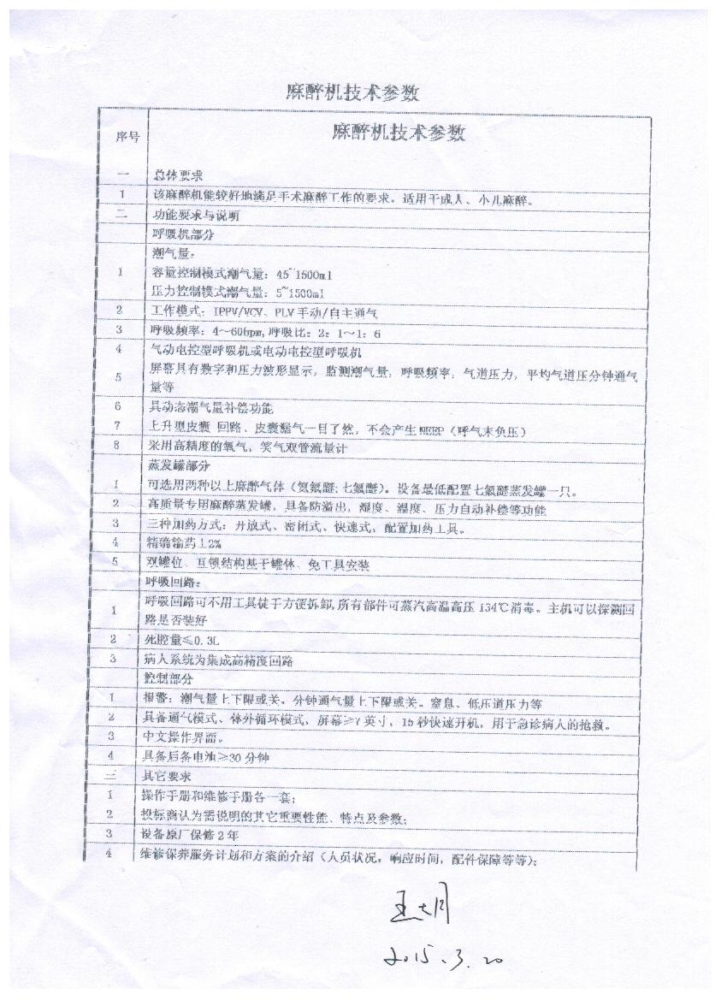 麻醉机技术参数
序号 麻醉机技术参数
一 总体要求
1 该麻醉机能较好地满足手术麻醉工作的要求。适用于成人、小儿麻醉。
二 功能要求与说明
呼吸机部分
潮气量：
1 容量控制模式潮气量：45~1500ml
压力控制模式潮气量：5~1500ml
2 工作模式：IPPV/VCV、PLV手动/自主通气
3 呼吸频率：4～60bpm,呼吸比：2：1～1：6
4 气动电控型呼吸机或电动电控型呼吸机
5 屏幕具有数字和压力波形显示，监测潮气量，呼吸频率，气道压力，平均气道压分钟通气
量等
6 具动态潮气量补偿功能
7 上升型皮囊 回路、皮囊漏气一目了然，不会产生NEEP（呼气末负压）
8 采用高精度的氧气，笑气双管流量计
蒸发罐部分
1 可选用两种以上麻醉气体（氨氟醚;七氟醚）。设备最低配置七氟醚蒸发罐一只。
2 高质量专用麻醉蒸发罐，具备防溢出，湿度、温度、压力自动补偿等功能
3 三种加药方式：开放式、密闭式、快速式，配置加药工具。
4 精确输药±2%
5 双罐位、互锁结构基于罐体、免工具安装
呼吸回路：
1 呼吸回路可不用工具徒手方便拆卸,所有部件可蒸汽高温高压134℃消毒。主机可以探测回
路是否装好
2 死腔量≤0.3L
3 病人系统为集成高精度回路
控制部分
1 报警：潮气量上下限或关。分钟通气量上下限或关。窒息、低压道压力等
2 具备通气模式、体外循环模式，屏幕≥7英寸，15秒快速开机，用于急诊病人的抢救。
3 中文操作界面。
4 具备后备电池≥30分钟
三 其它要求
1 操作手册和维修手册各一套;
2 投标商认为需说明的其它重要性能、特点及参数;
3 设备原厂保修2年
4 维修保养服务计划和方案的介绍（人员状况，响应时间，配件保障等等）;
2015.3.20